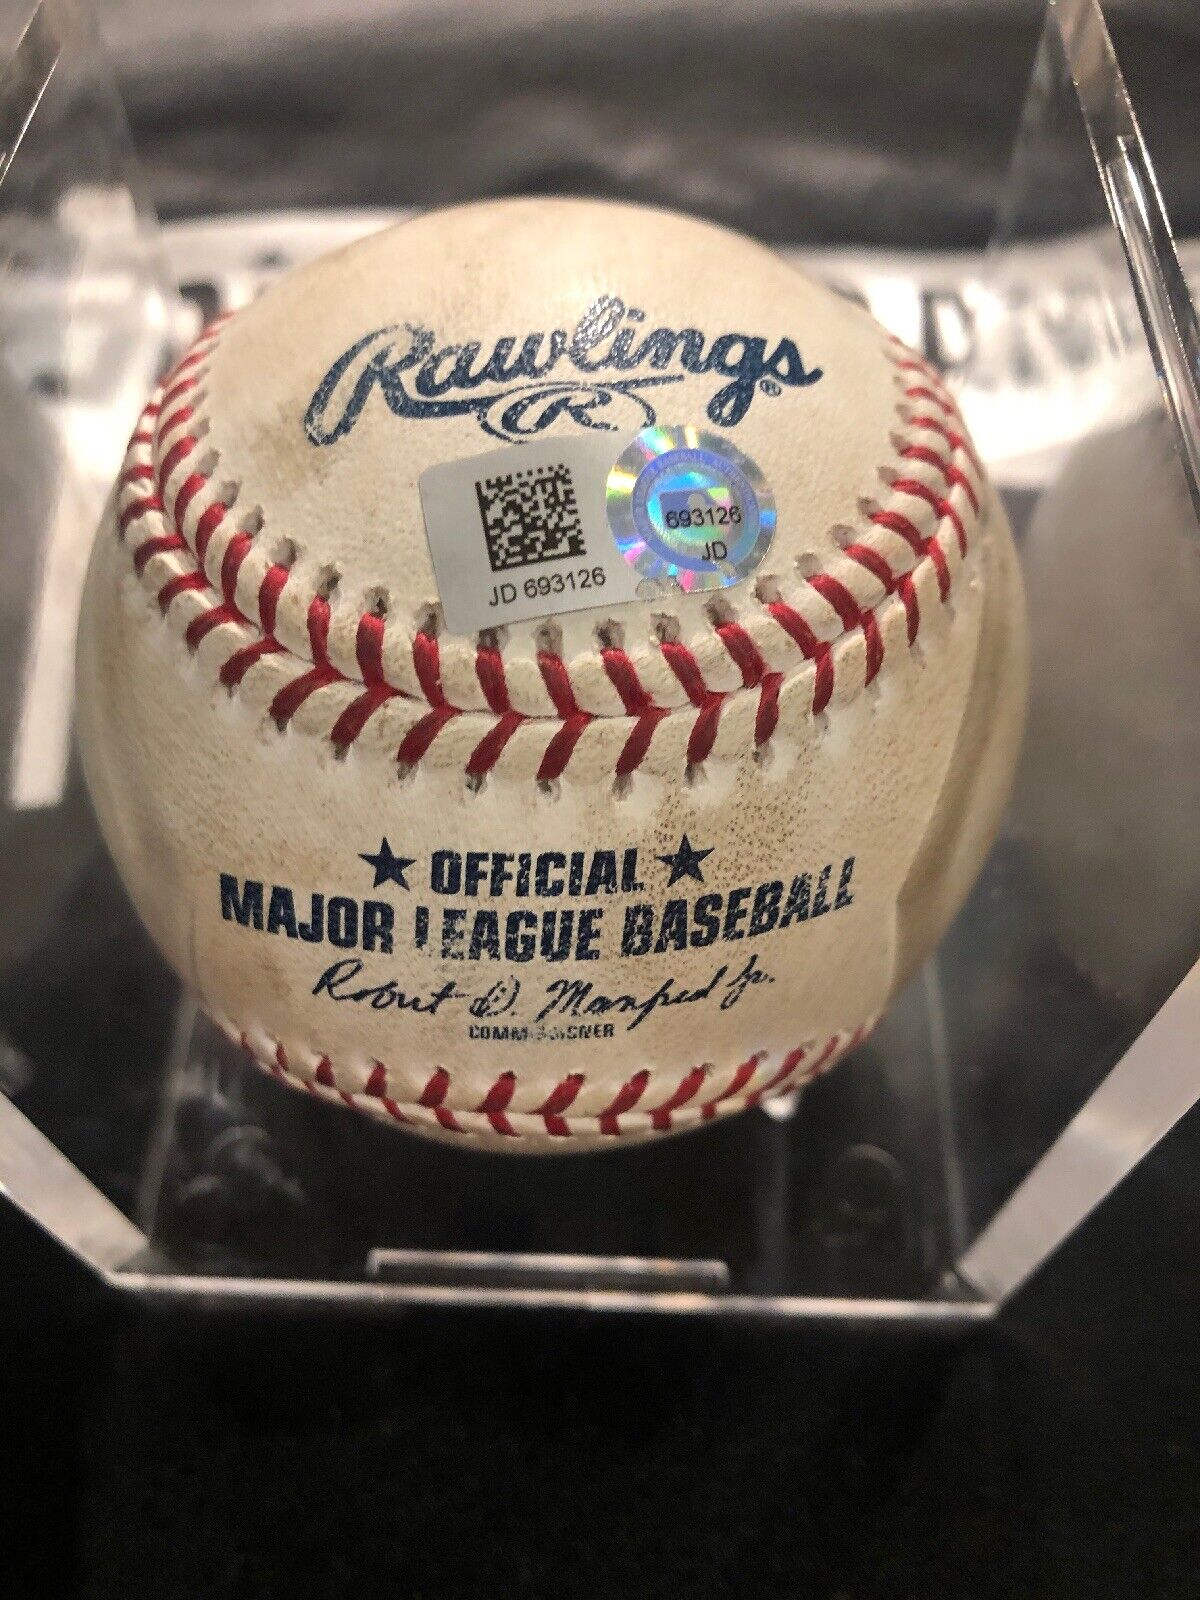 Rawlings®
R
693126
JD
JD 693126
★ OFFICIAL ★
MAJOR LEAGUE BASEBALL
Robert D. Manfred Jr.
COMMISSIONER